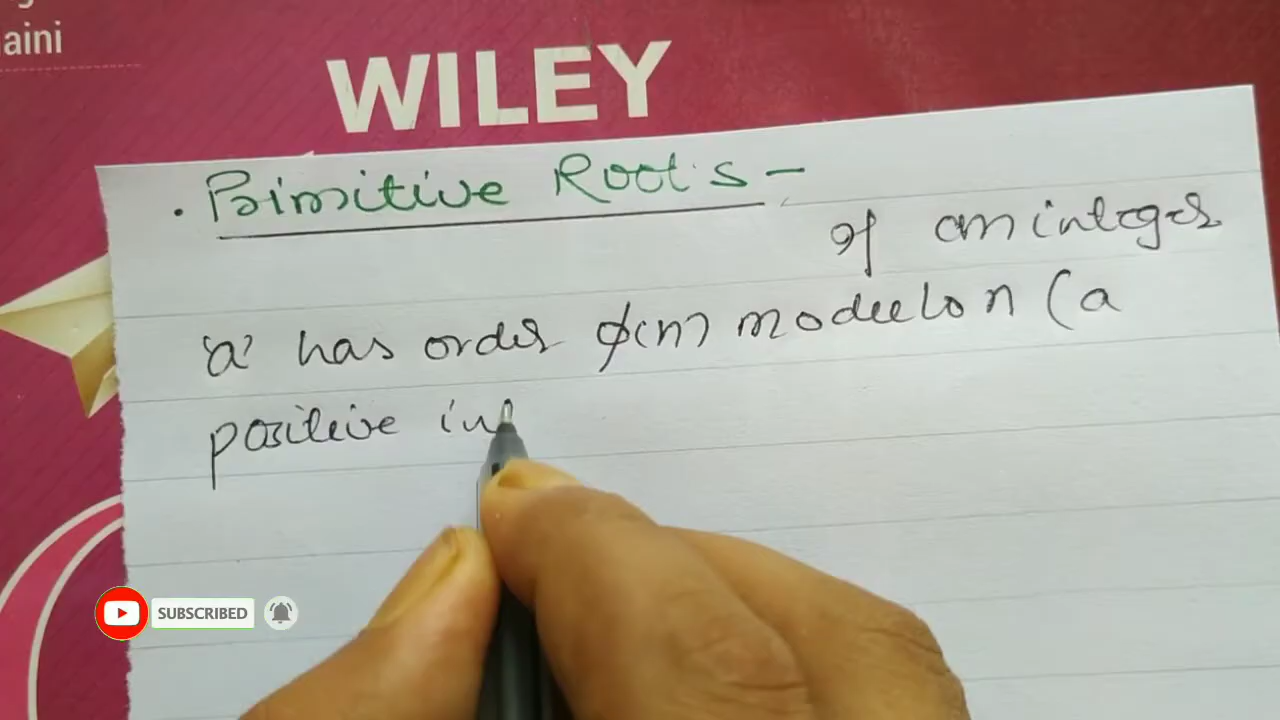 aini
WILEY
. Primitive Roots -
of an integer
'a' has order φ(n) modulo n (a
positive in
SUBSCRIBED